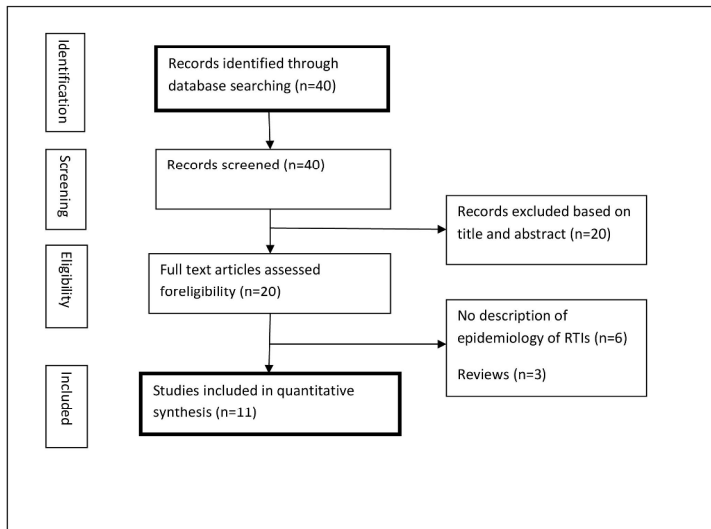 Identification
Records identified through
database searching (n=40)
Screening
Records screened (n=40)
Records excluded based on
title and abstract (n=20)
Eligibility
Full text articles assessed
foreligibility (n=20)
No description of
epidemiology of RTIs (n=6)
Reviews (n=3)
Included
Studies included in quantitative
synthesis (n=11)